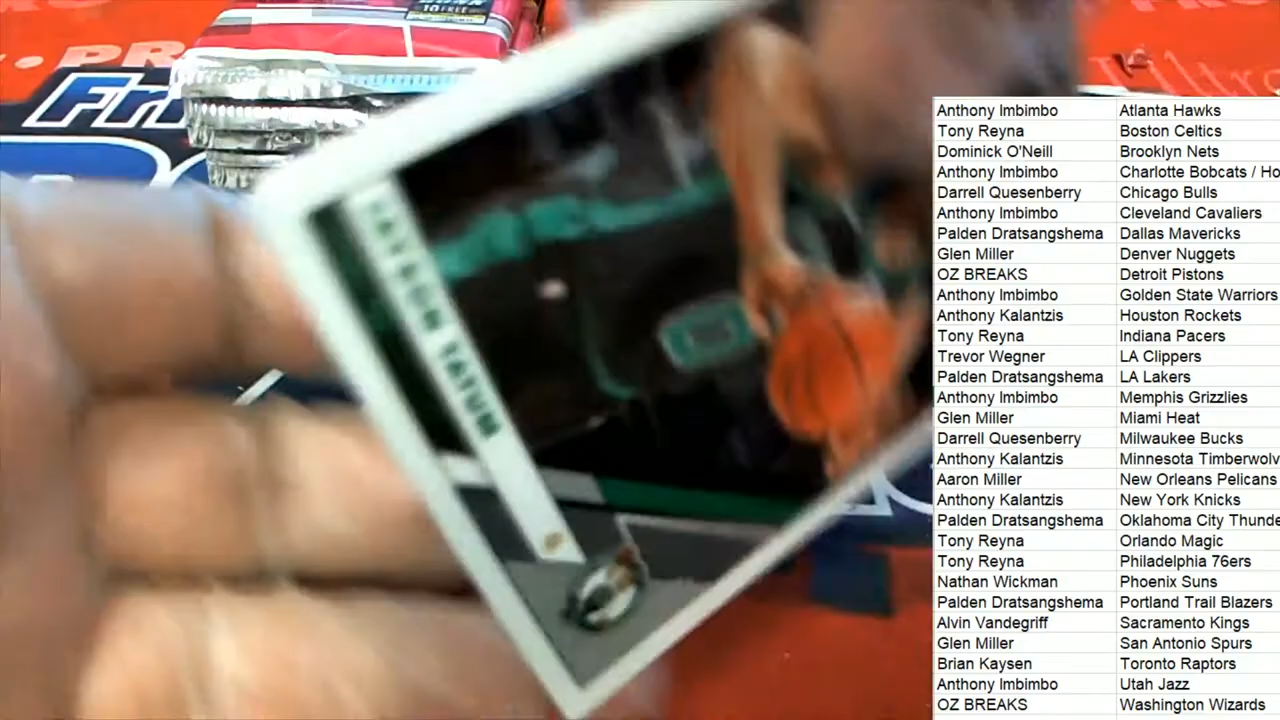 10 FREE
• PR
Fri
JAYSON TATUM
Anthony Imbimbo Atlanta Hawks
Tony Reyna Boston Celtics
Dominick O'Neill Brooklyn Nets
Anthony Imbimbo Charlotte Bobcats / Ho
Darrell Quesenberry Chicago Bulls
Anthony Imbimbo Cleveland Cavaliers
Palden Dratsangshema Dallas Mavericks
Glen Miller Denver Nuggets
OZ BREAKS Detroit Pistons
Anthony Imbimbo Golden State Warriors
Anthony Kalantzis Houston Rockets
Tony Reyna Indiana Pacers
Trevor Wegner LA Clippers
Palden Dratsangshema LA Lakers
Anthony Imbimbo Memphis Grizzlies
Glen Miller Miami Heat
Darrell Quesenberry Milwaukee Bucks
Anthony Kalantzis Minnesota Timberwolv
Aaron Miller New Orleans Pelicans
Anthony Kalantzis New York Knicks
Palden Dratsangshema Oklahoma City Thunde
Tony Reyna Orlando Magic
Tony Reyna Philadelphia 76ers
Nathan Wickman Phoenix Suns
Palden Dratsangshema Portland Trail Blazers
Alvin Vandegriff Sacramento Kings
Glen Miller San Antonio Spurs
Brian Kaysen Toronto Raptors
Anthony Imbimbo Utah Jazz
OZ BREAKS Washington Wizards